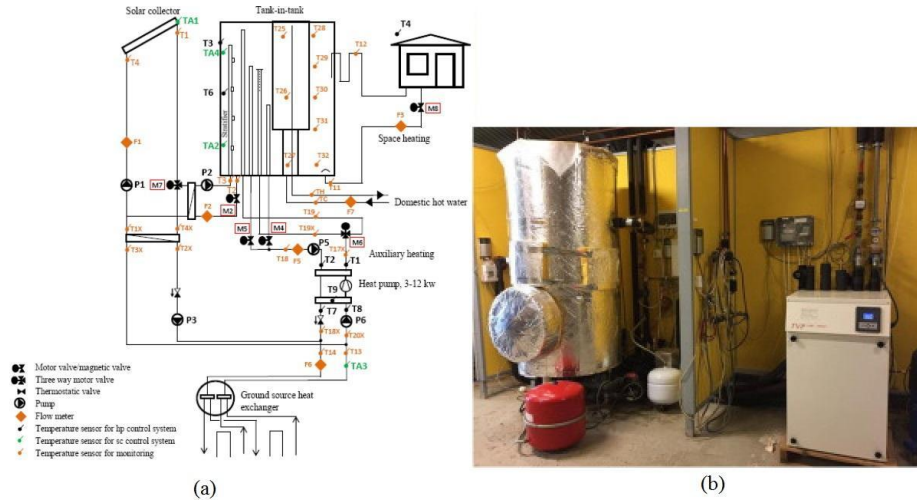 Solar collector
TA1
T1
T4
Tank-in-tank
T3
TA4
T6
TA2
Stratifier
T25
T28
T29
T26
T30
T31
T27
T32
T12
T4
M8
F3
Space heating
T11
F1
P1
M7
P2
T3
T2
F2
M2
TH
TC
F7
Domestic hot water
T19
T19X
M5
M4
M6
T18
F5
P5
T17X
Auxiliary heating
T1X
T4X
T3X
T2X
T2
T1
Heat pump, 3-12 kw
T9
T7
T8
P3
P6
T18X
T20X
T14
T13
F6
TA3
Motor valve/magnetic valve
Three way motor valve
Thermostatic valve
Pump
Flow meter
Temperature sensor for hp control system
Temperature sensor for sc control system
Temperature sensor for monitoring
Ground source heat
exchanger
(a)
(b)